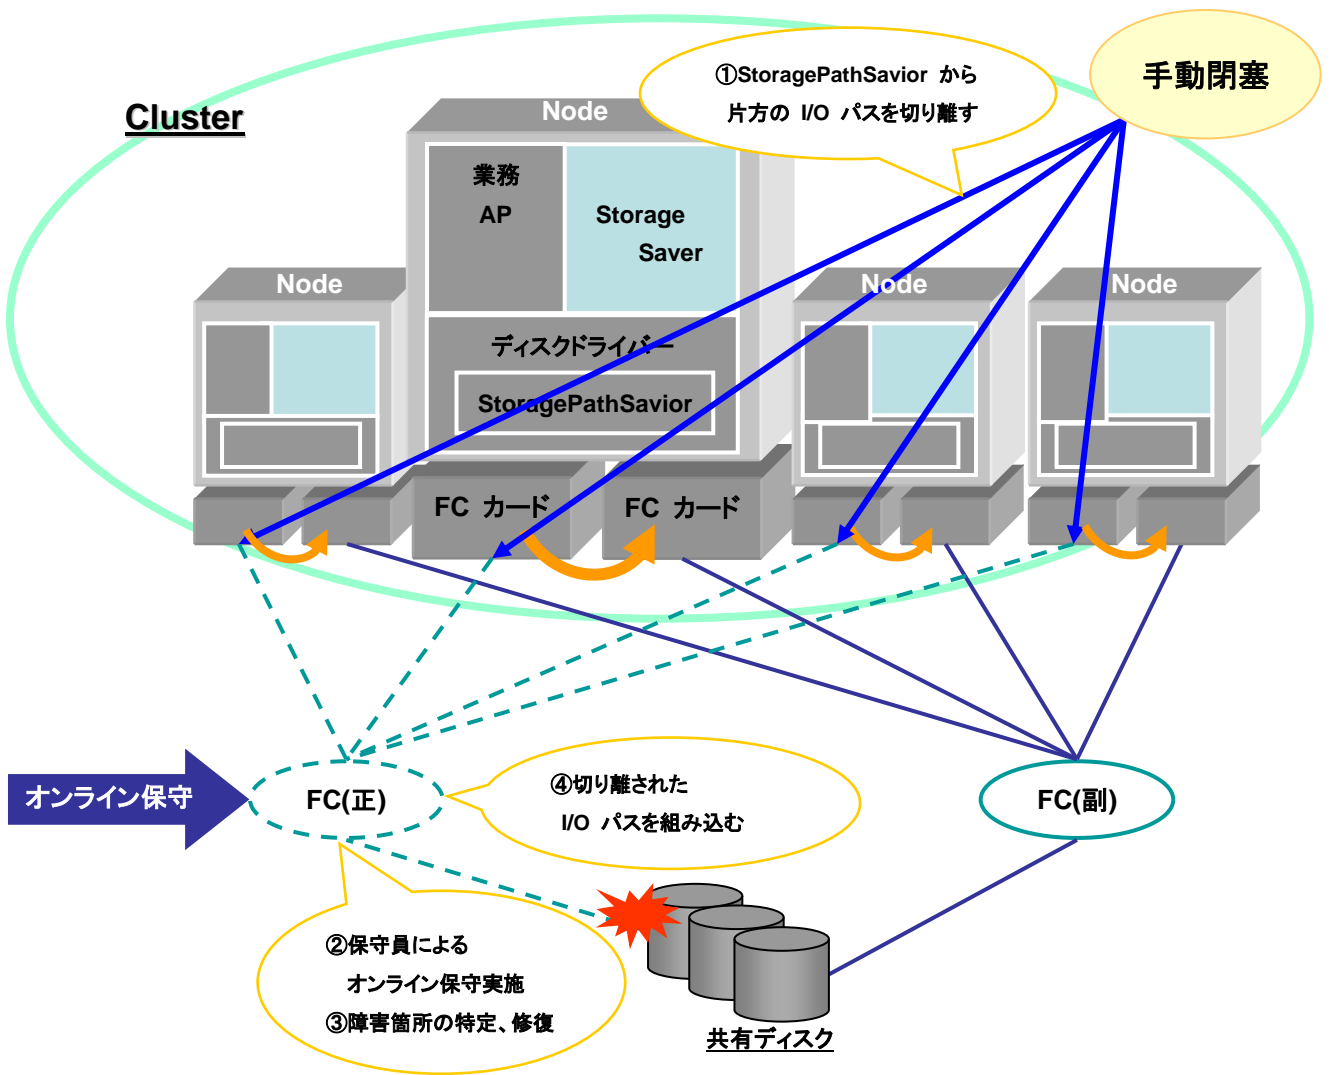 ①StoragePathSavior から
片方の I/O パスを切り離す
手動閉塞
Cluster
Node
業務
AP
Storage
Saver
Node
Node
Node
ディスクドライバー
StoragePathSavior
FC カード
FC カード
オンライン保守
FC(正)
④切り離された
I/O パスを組み込む
FC(副)
②保守員による
オンライン保守実施
③障害箇所の特定、修復
共有ディスク